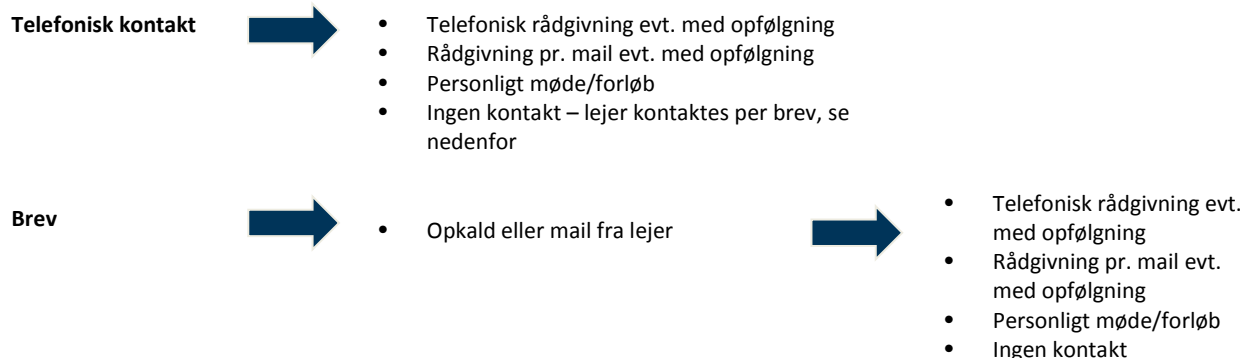 Telefonisk kontakt
• Telefonisk rådgivning evt. med opfølgning
• Rådgivning pr. mail evt. med opfølgning
• Personligt møde/forløb
• Ingen kontakt – lejer kontaktes per brev, se
nedenfor
Brev
• Opkald eller mail fra lejer
• Telefonisk rådgivning evt.
med opfølgning
• Rådgivning pr. mail evt.
med opfølgning
• Personligt møde/forløb
• Ingen kontakt